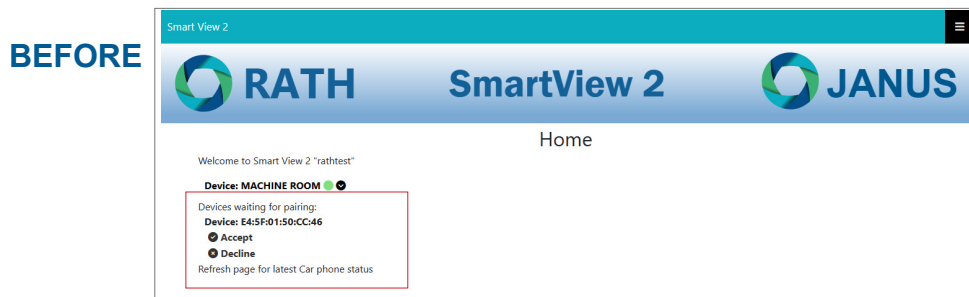 BEFORE
Smart View 2
RATH
SmartView 2
JANUS
Home
Welcome to Smart View 2 "rathtest"
Device: MACHINE ROOM
Devices waiting for pairing:
Device: E4:5F:01:50:CC:46
Accept
Decline
Refresh page for latest Car phone status